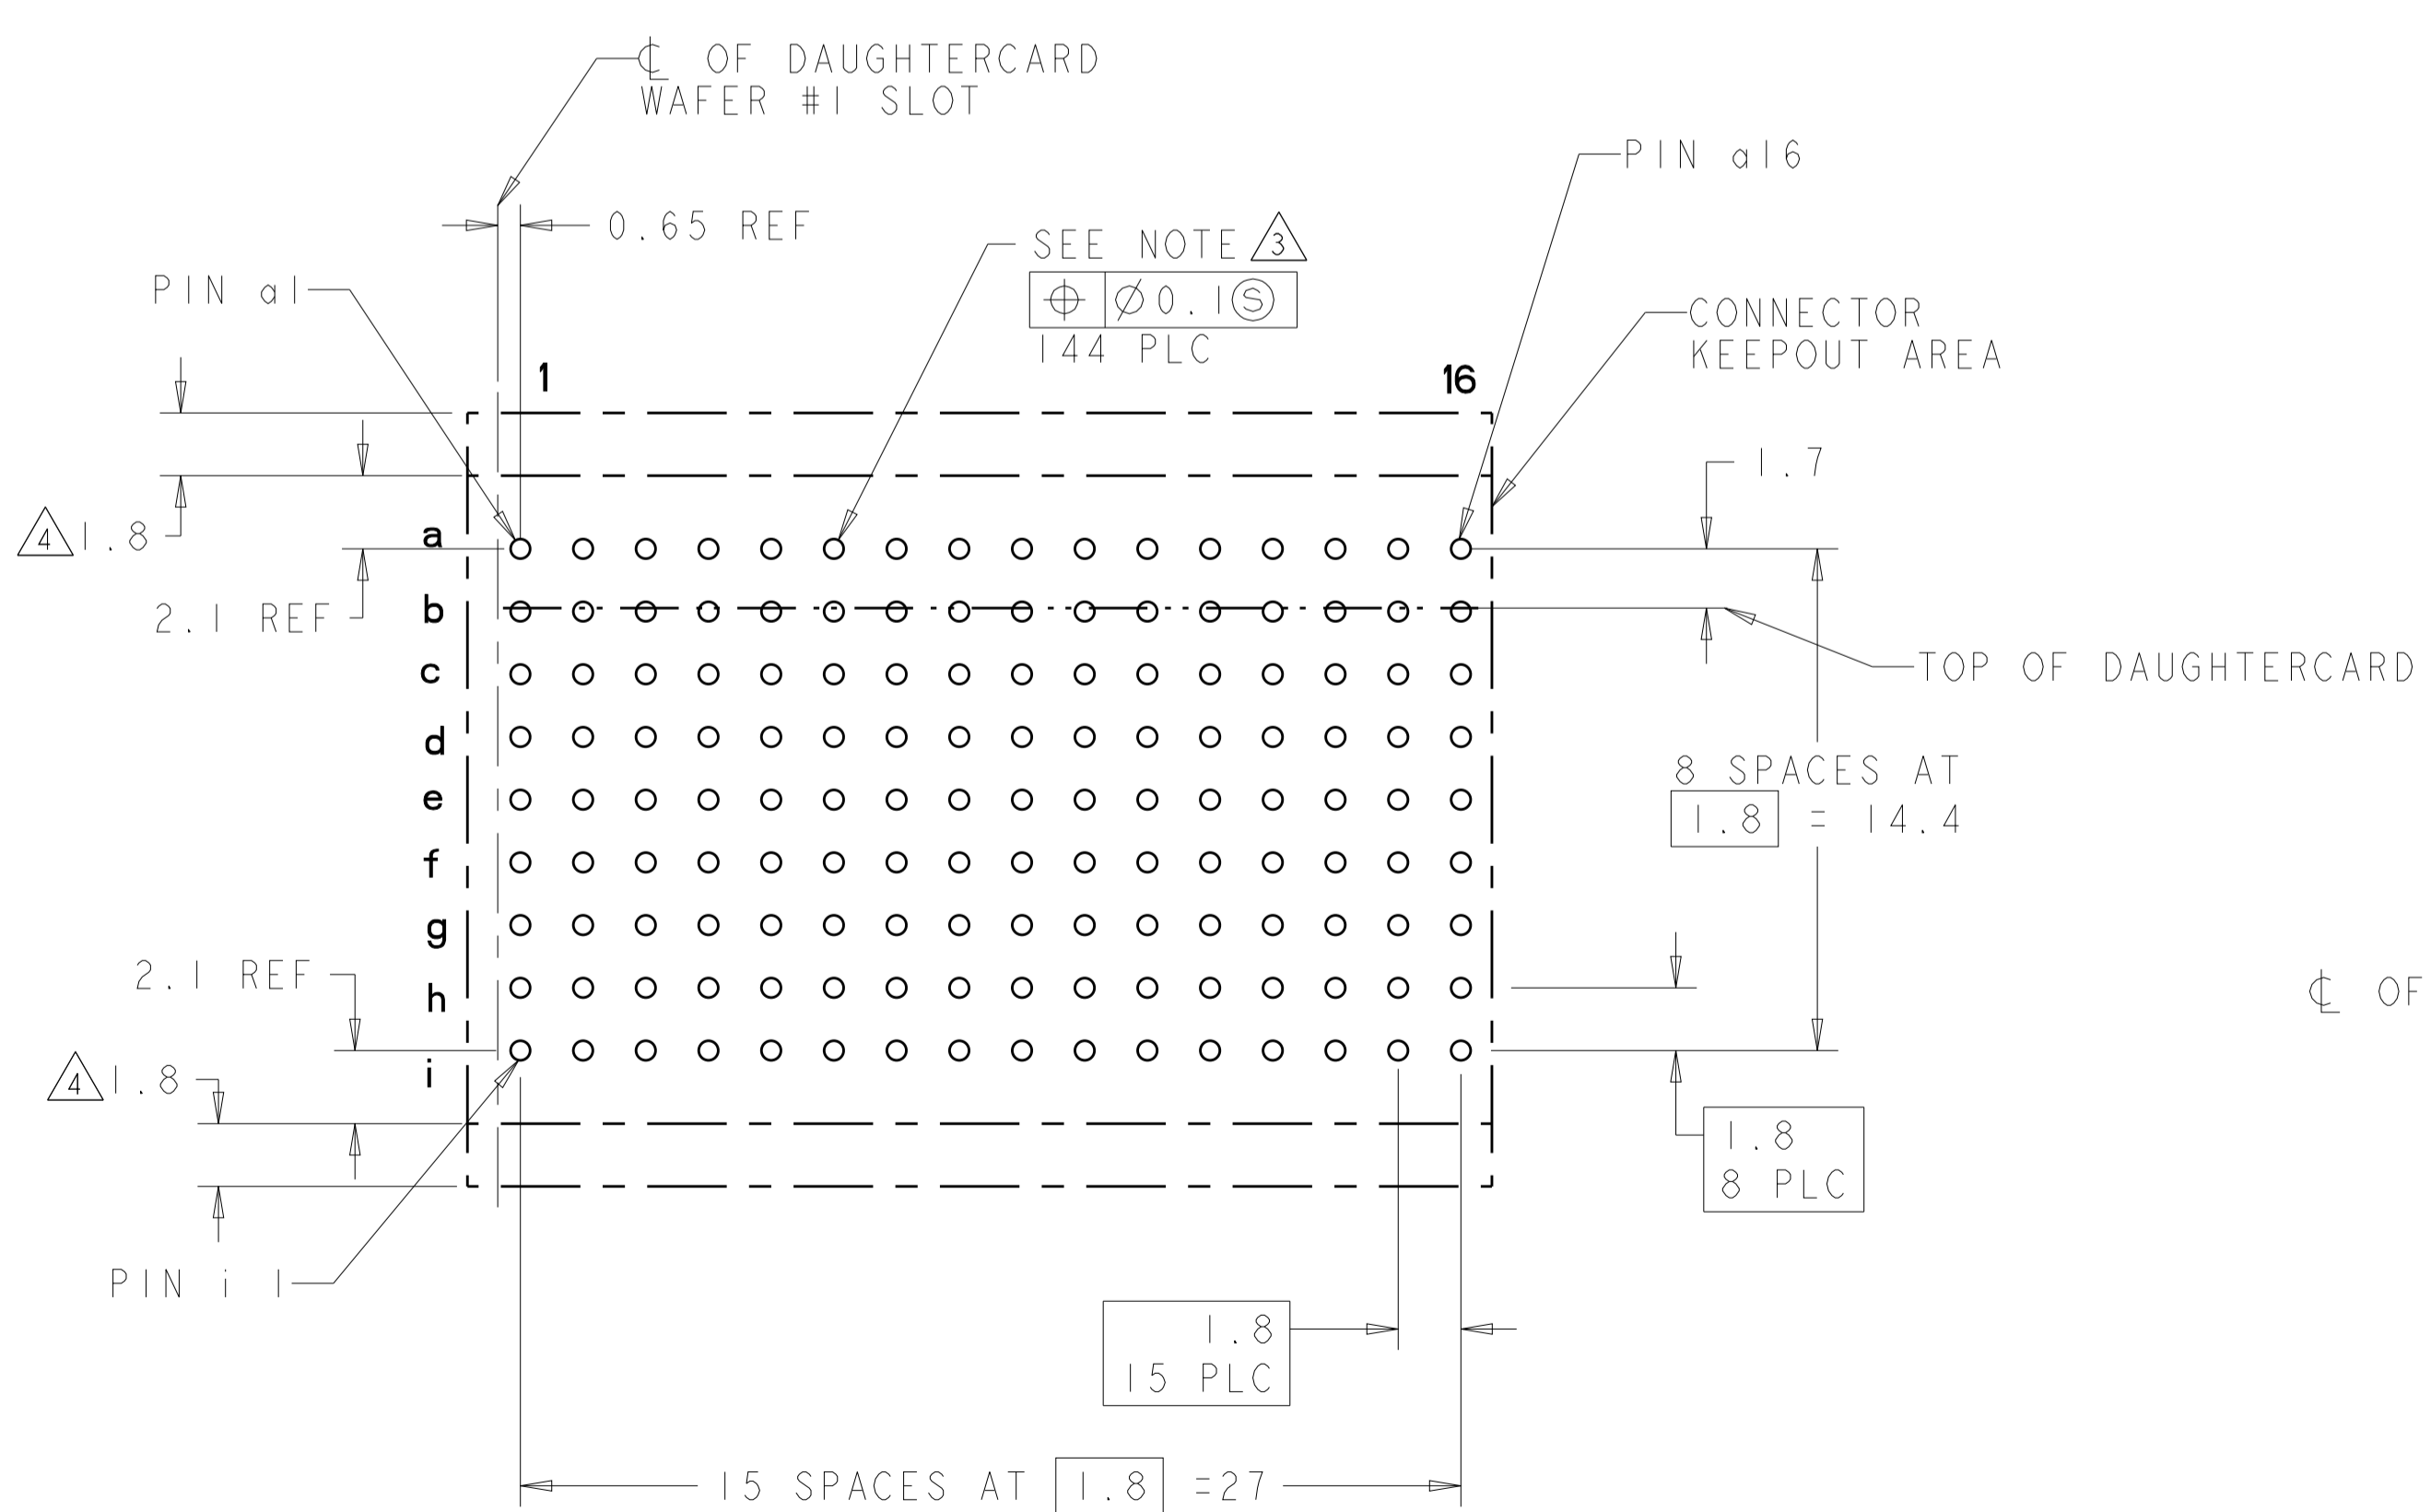 ℄ OF DAUGHTERCARD
WAFER #1 SLOT
PIN a16
0.65 REF
SEE NOTE 3
PIN a1
⌖ ⌀0.1Ⓢ
144 PLC
CONNECTOR
KEEPOUT AREA
1
16
1.7
4 1.8
a
2.1 REF
b
TOP OF DAUGHTERCARD
c
d
8 SPACES AT
1.8 = 14.4
e
f
g
2.1 REF
h
℄ OF
i
4 1.8
1.8
8 PLC
PIN i 1
1.8
15 PLC
15 SPACES AT 1.8 =27